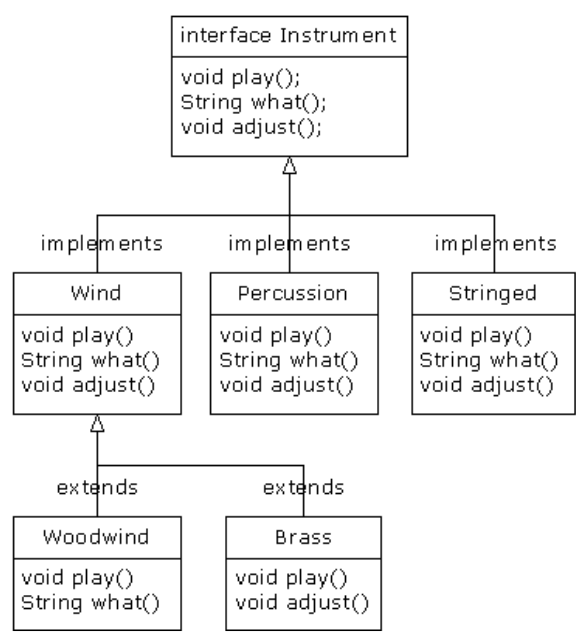 interface Instrument
void play();
String what();
void adjust();
implements
implements
implements
Wind
void play()
String what()
void adjust()
Percussion
void play()
String what()
void adjust()
Stringed
void play()
String what()
void adjust()
extends
extends
Woodwind
void play()
String what()
Brass
void play()
void adjust()